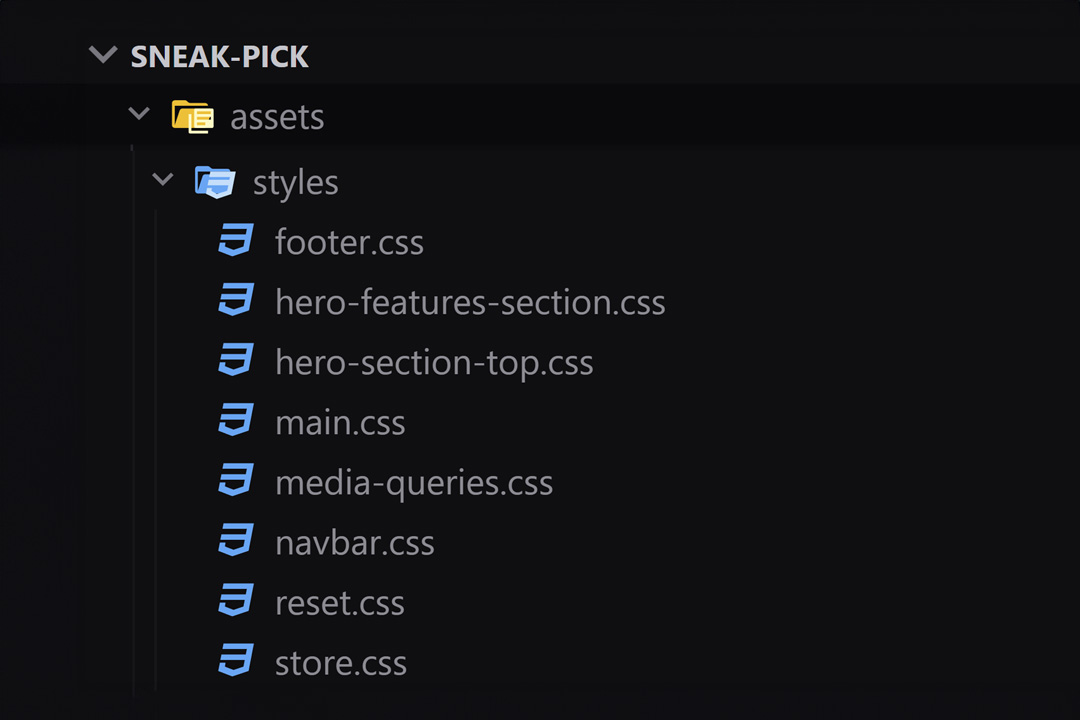 SNEAK-PICK
assets
styles
footer.css
hero-features-section.css
hero-section-top.css
main.css
media-queries.css
navbar.css
reset.css
store.css